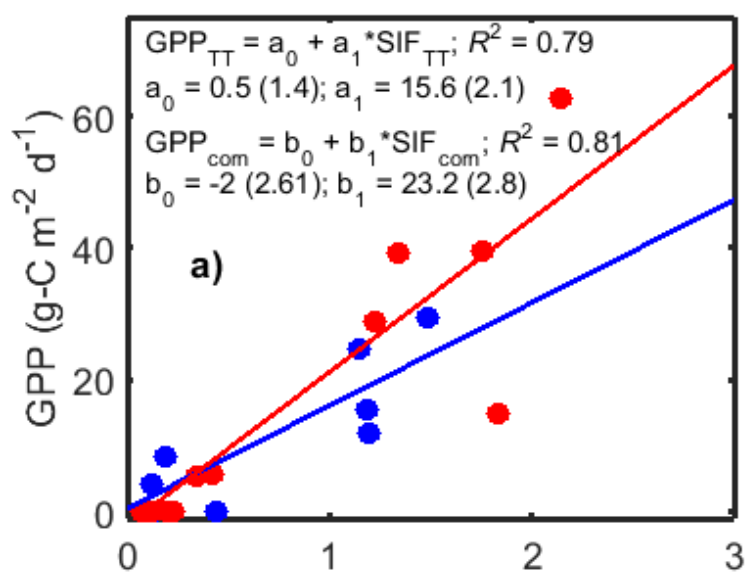 GPP_TT = a_0 + a_1*SIF_TT; R^2 = 0.79
a_0 = 0.5 (1.4); a_1 = 15.6 (2.1)
GPP_com = b_0 + b_1*SIF_com; R^2 = 0.81
b_0 = -2 (2.61); b_1 = 23.2 (2.8)
a)
GPP (g-C m^-2 d^-1)
60
40
20
0
0 1 2 3